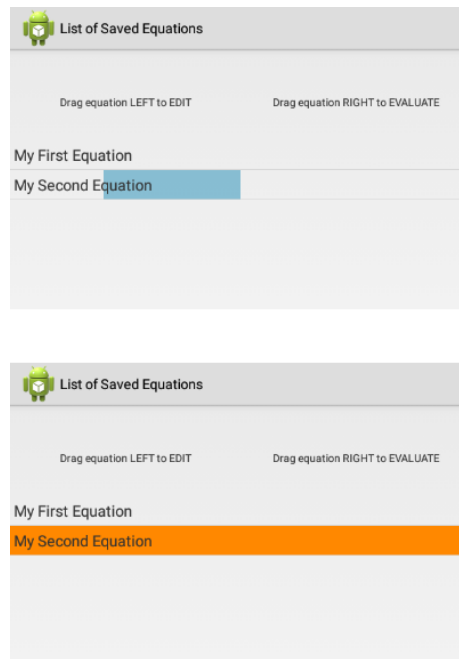 List of Saved Equations
Drag equation LEFT to EDIT Drag equation RIGHT to EVALUATE
My First Equation
My Second Equation
List of Saved Equations
Drag equation LEFT to EDIT Drag equation RIGHT to EVALUATE
My First Equation
My Second Equation